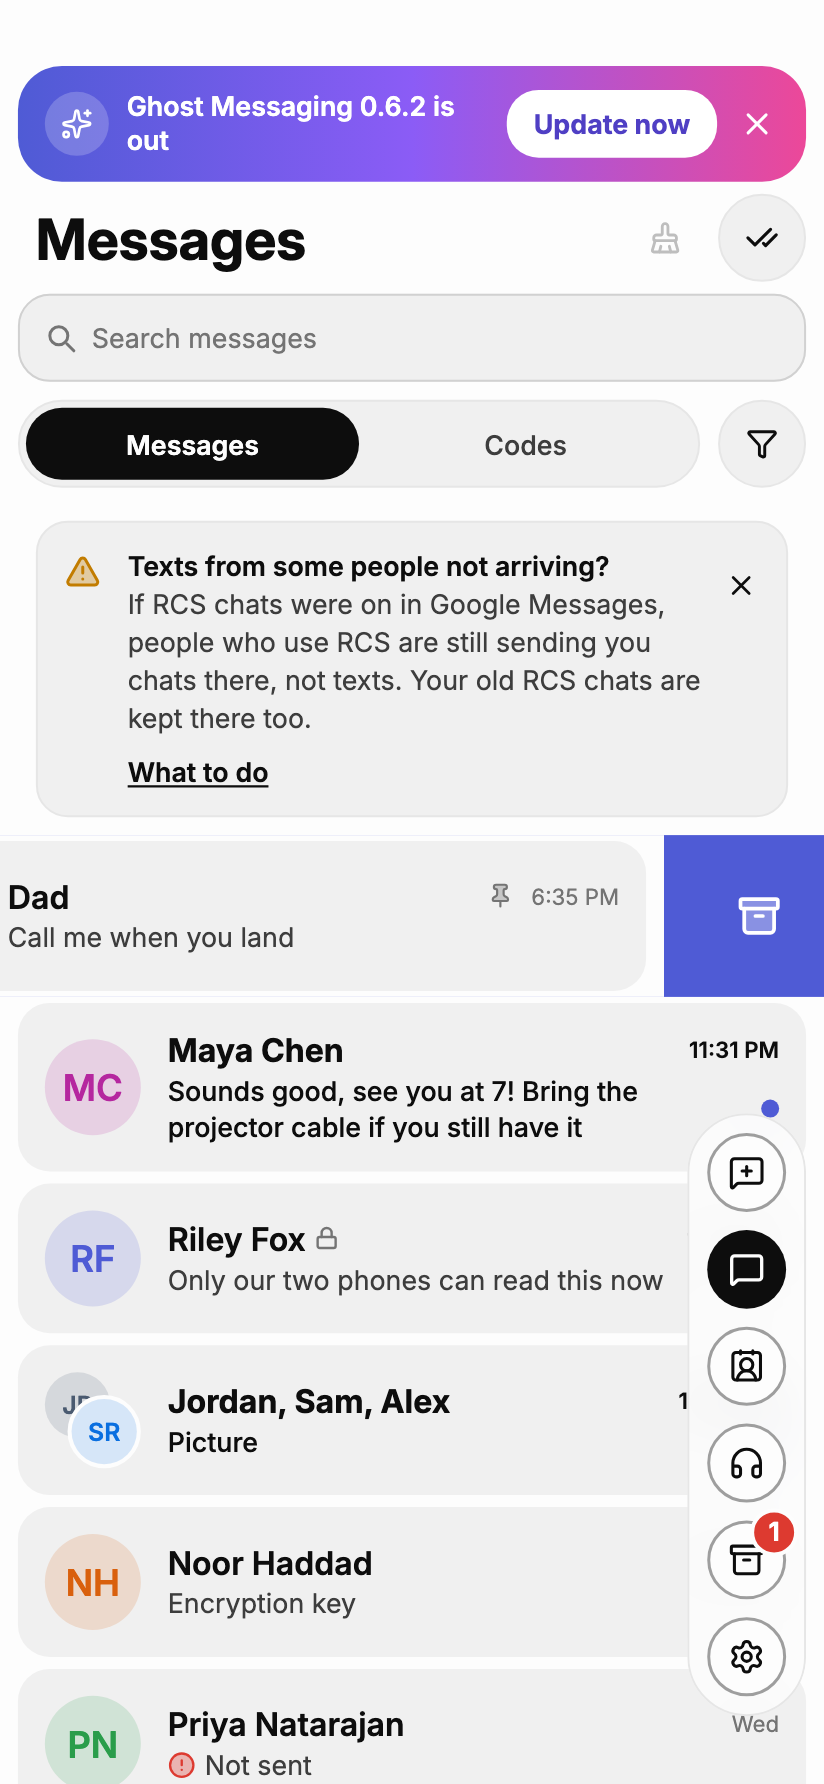 Ghost Messaging 0.6.2 is
out
Update now
Messages
Search messages
Messages
Codes
Texts from some people not arriving?
If RCS chats were on in Google Messages,
people who use RCS are still sending you
chats there, not texts. Your old RCS chats are
kept there too.
What to do
Dad
6:35 PM
Call me when you land
MC
Maya Chen
11:31 PM
Sounds good, see you at 7! Bring the
projector cable if you still have it
RF
Riley Fox
Only our two phones can read this now
SR
Jordan, Sam, Alex
Picture
NH
Noor Haddad
Encryption key
1
PN
Priya Natarajan
Wed
Not sent